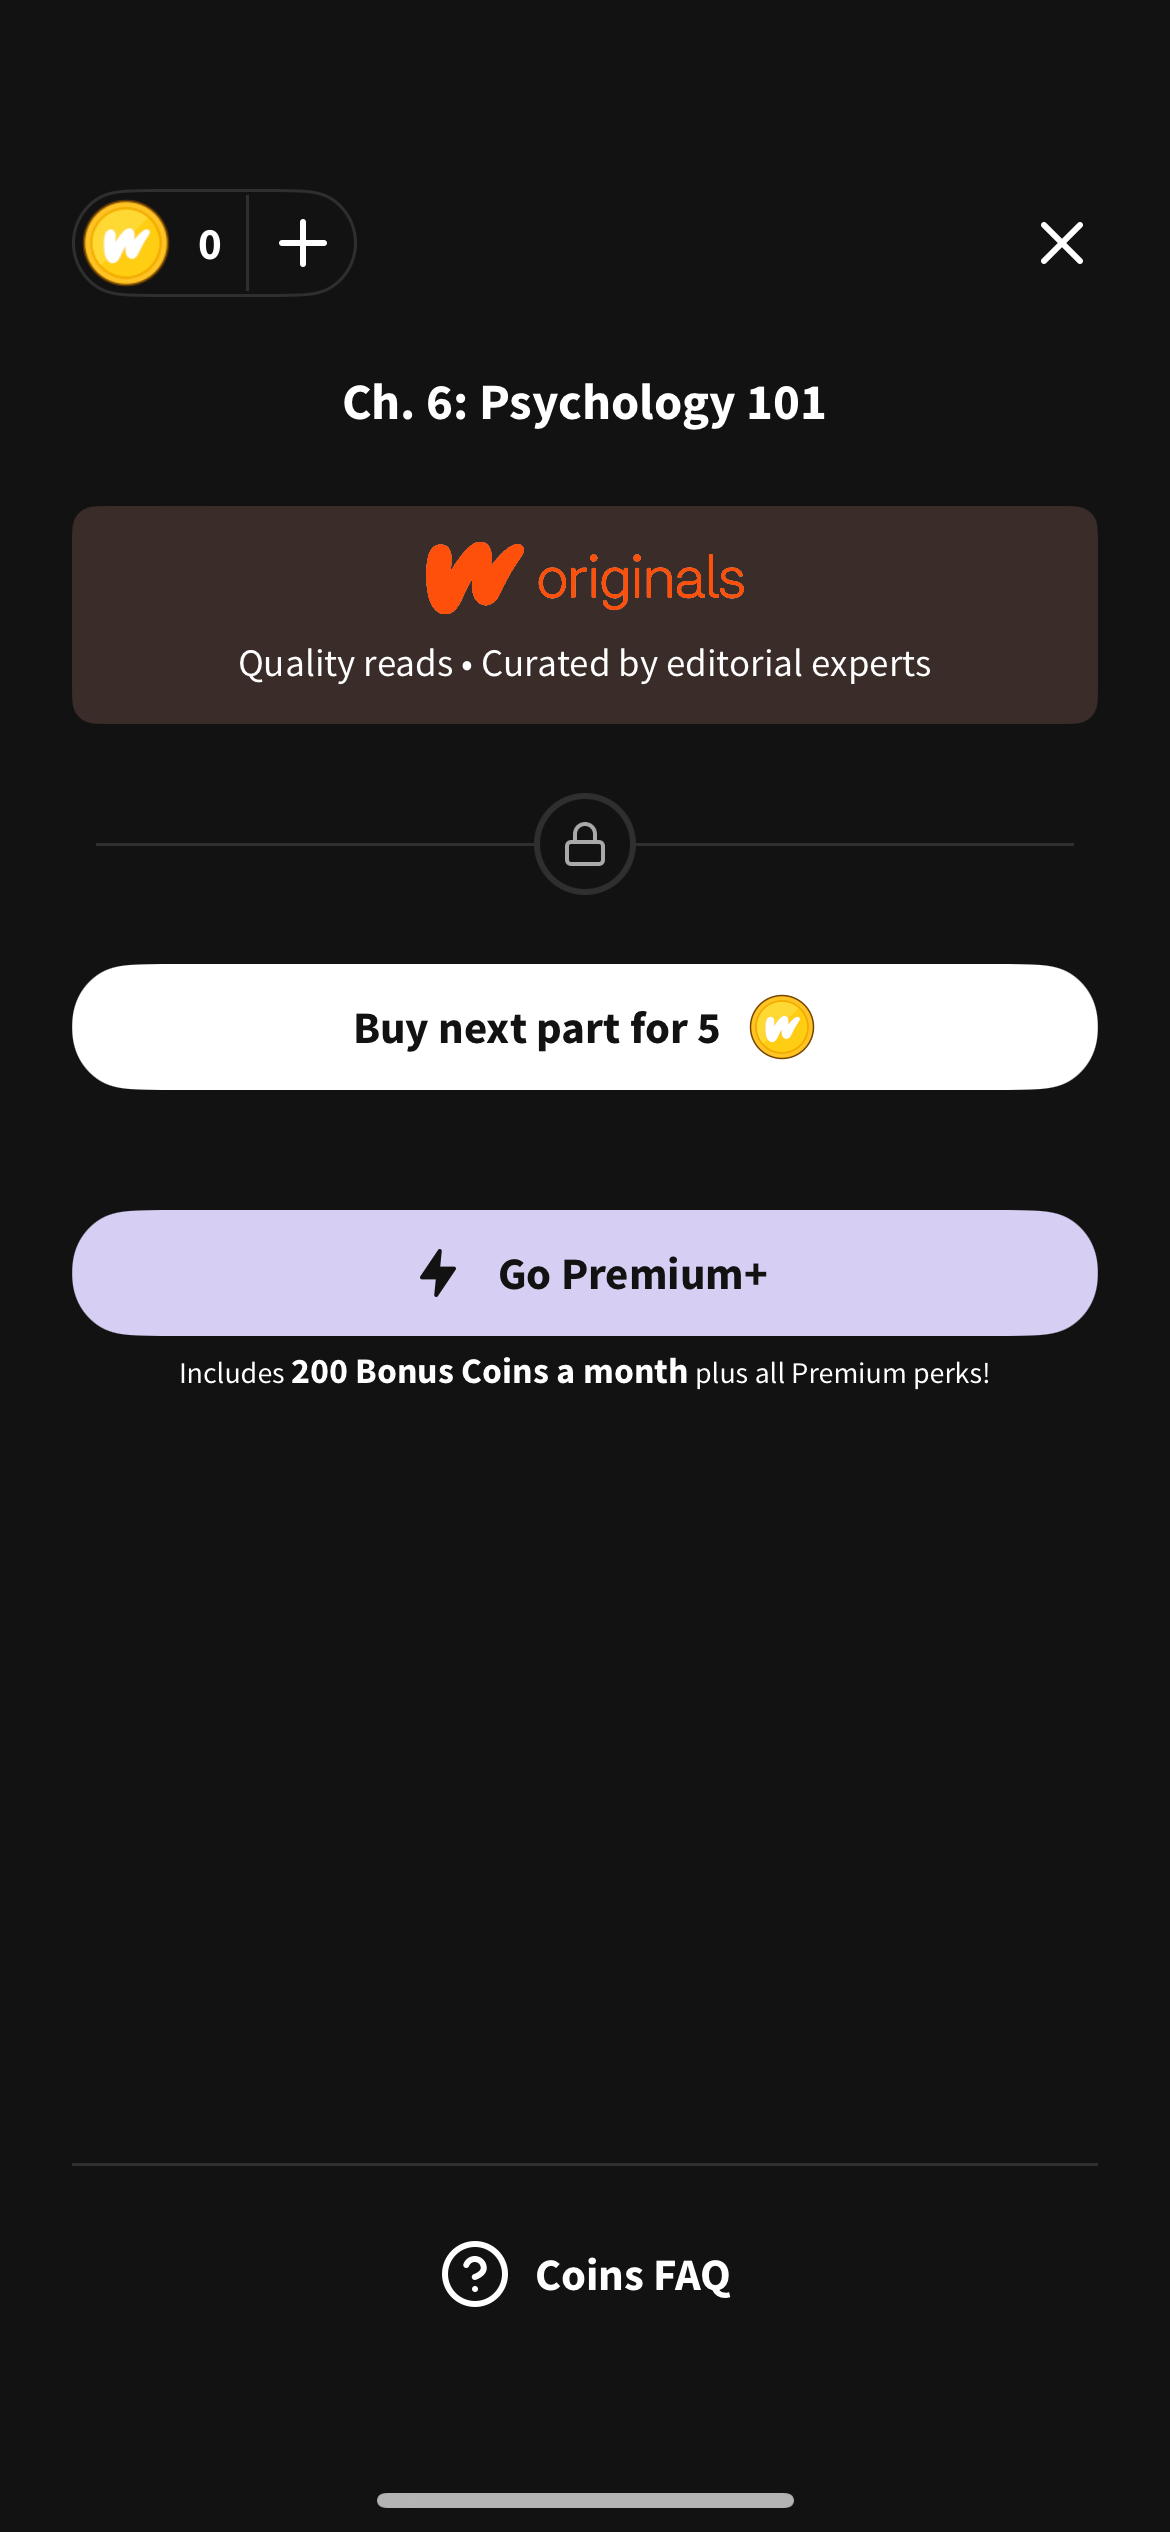 0
Ch. 6: Psychology 101
W originals
Quality reads • Curated by editorial experts
Buy next part for 5
Go Premium+
Includes 200 Bonus Coins a month plus all Premium perks!
Coins FAQ